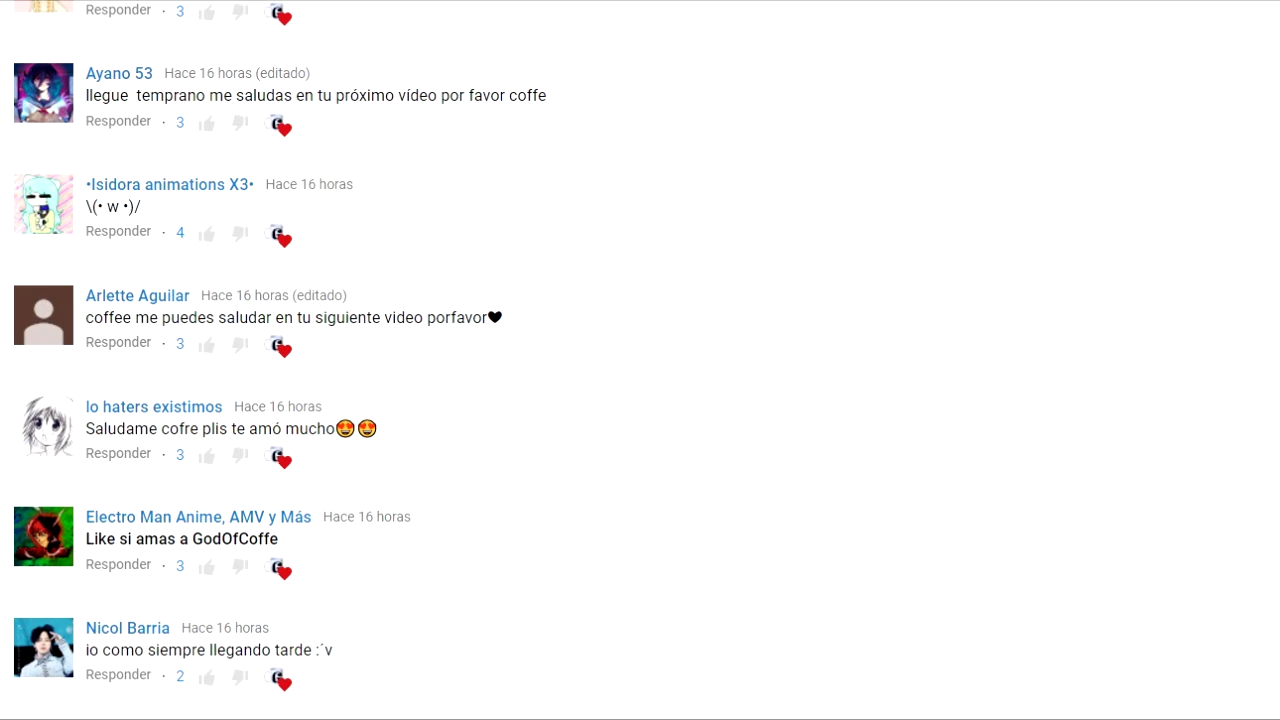 Responder · 3
Ayano 53 Hace 16 horas (editado)
llegue temprano me saludas en tu próximo vídeo por favor coffe
Responder · 3
•Isidora animations X3• Hace 16 horas
\(• w •)/
Responder · 4
Arlette Aguilar Hace 16 horas (editado)
coffee me puedes saludar en tu siguiente video porfavor🖤
Responder · 3
lo haters existimos Hace 16 horas
Saludame cofre plis te amó mucho😍😍
Responder · 3
Electro Man Anime, AMV y Más Hace 16 horas
Like si amas a GodOfCoffe
Responder · 3
Nicol Barria Hace 16 horas
io como siempre llegando tarde :´v
Responder · 2